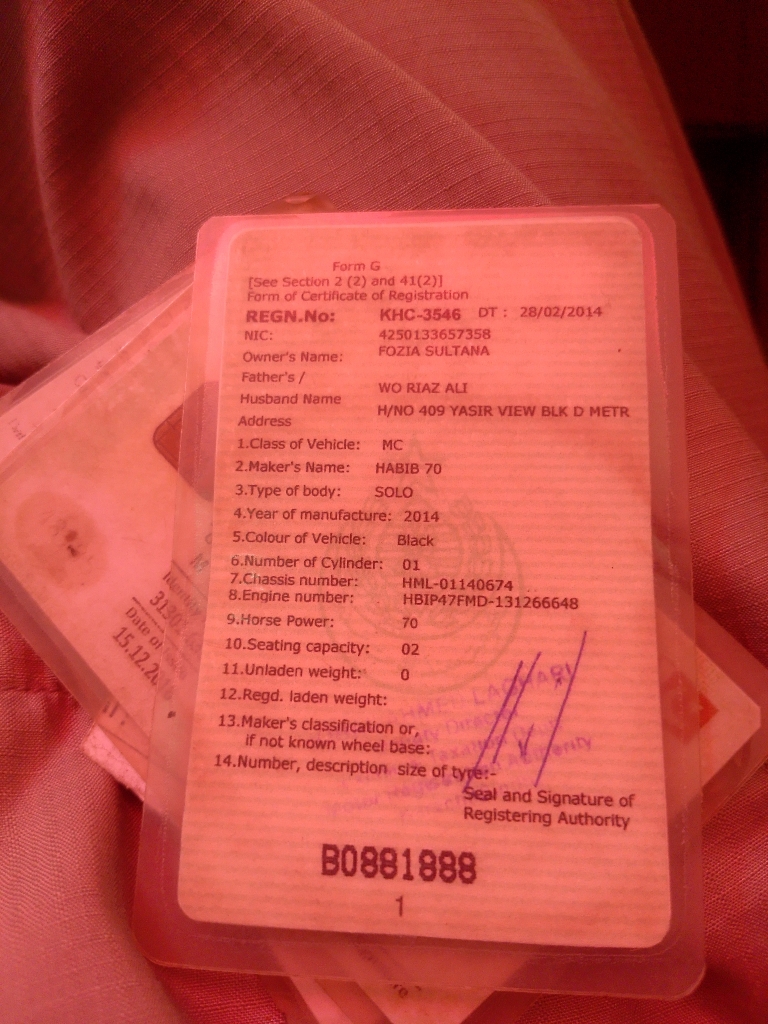 Form G
[See Section 2 (2) and 41(2)]
Form of Certificate of Registration
REGN.No: KHC-3546 DT : 28/02/2014
NIC: 4250133657358
Owner's Name: FOZIA SULTANA
Father's /
Husband Name WO RIAZ ALI
Address H/NO 409 YASIR VIEW BLK D METR
1.Class of Vehicle: MC
2.Maker's Name: HABIB 70
3.Type of body: SOLO
4.Year of manufacture: 2014
5.Colour of Vehicle: Black
6.Number of Cylinder: 01
7.Chassis number: HML-01140674
8.Engine number: HBIP47FMD-131266648
9.Horse Power: 70
10.Seating capacity: 02
11.Unladen weight: 0
12.Regd. laden weight:
13.Maker's classification or,
if not known wheel base:
14.Number, description size of tyre:-
Seal and Signature of
Registering Authority
B0881888
1
Date of
15.12.20